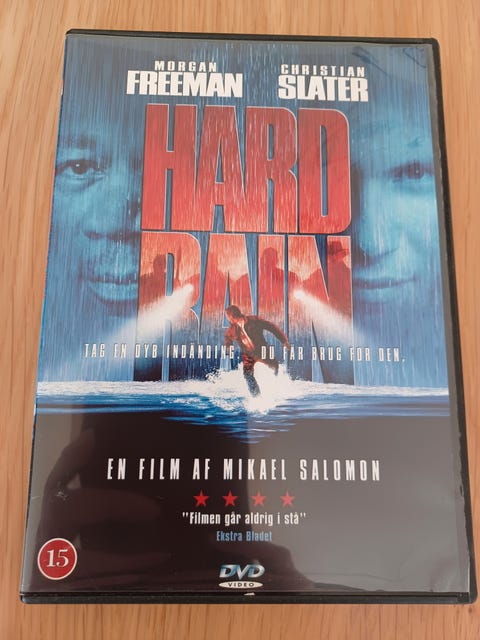 MORGAN FREEMAN
CHRISTIAN SLATER
HARD
RAIN
TAG EN DYB INDÅNDING. DU FÅR BRUG FOR DEN.
EN FILM AF MIKAEL SALOMON
"Filmen går aldrig i stå"
Ekstra Bladet
15
DVD
VIDEO